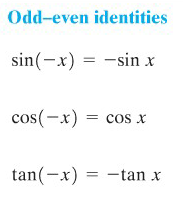 Odd–even identities
sin(−x) = −sin x
cos(−x) = cos x
tan(−x) = −tan x